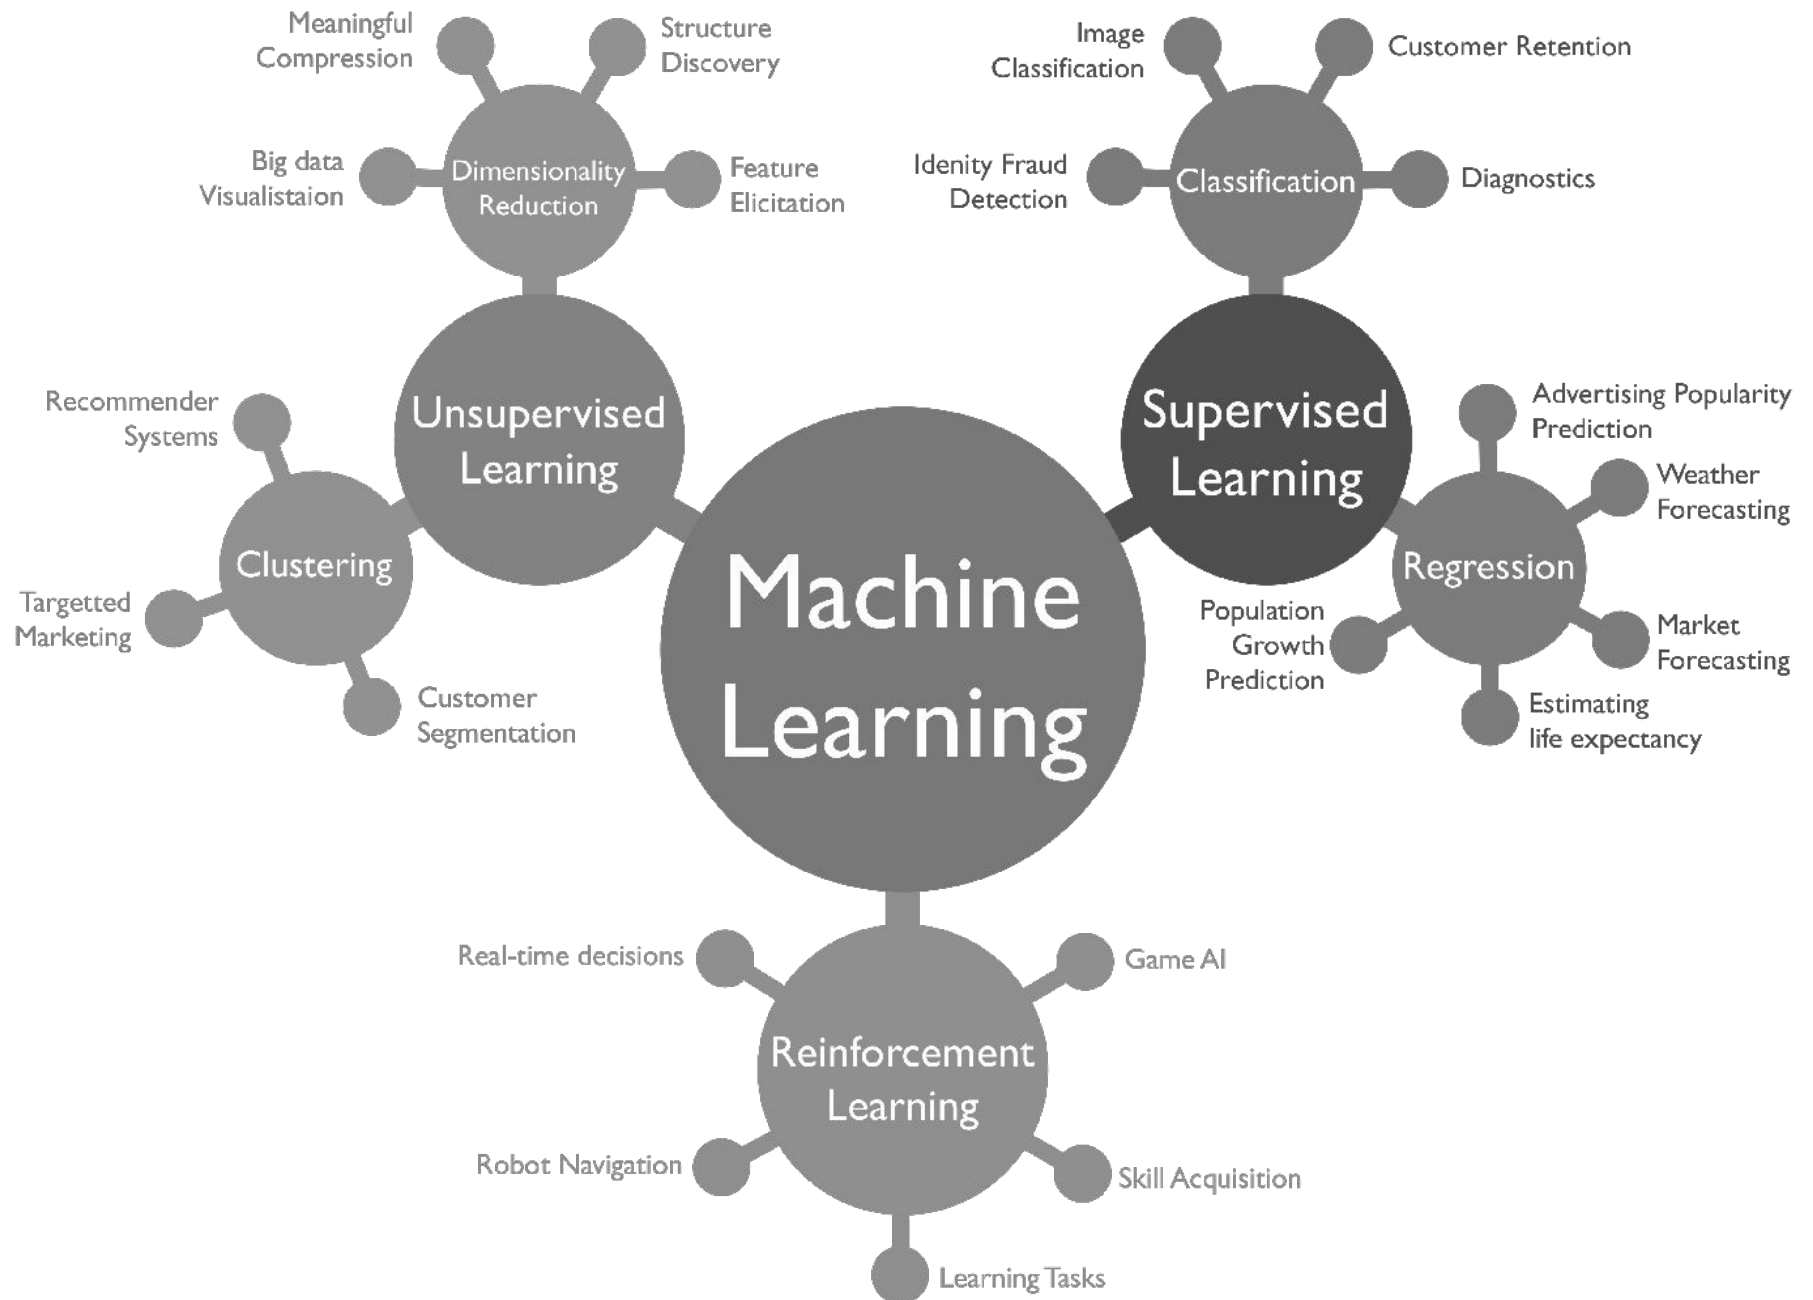 Meaningful
Compression
Structure
Discovery
Big data
Visualistaion
Dimensionality
Reduction
Feature
Elicitation
Image
Classification
Customer Retention
Idenity Fraud
Detection
Classification
Diagnostics
Unsupervised
Learning
Supervised
Learning
Recommender
Systems
Clustering
Targetted
Marketing
Customer
Segmentation
Machine
Learning
Advertising Popularity
Prediction
Weather
Forecasting
Regression
Population
Growth
Prediction
Market
Forecasting
Estimating
life expectancy
Real-time decisions
Game AI
Reinforcement
Learning
Robot Navigation
Skill Acquisition
Learning Tasks